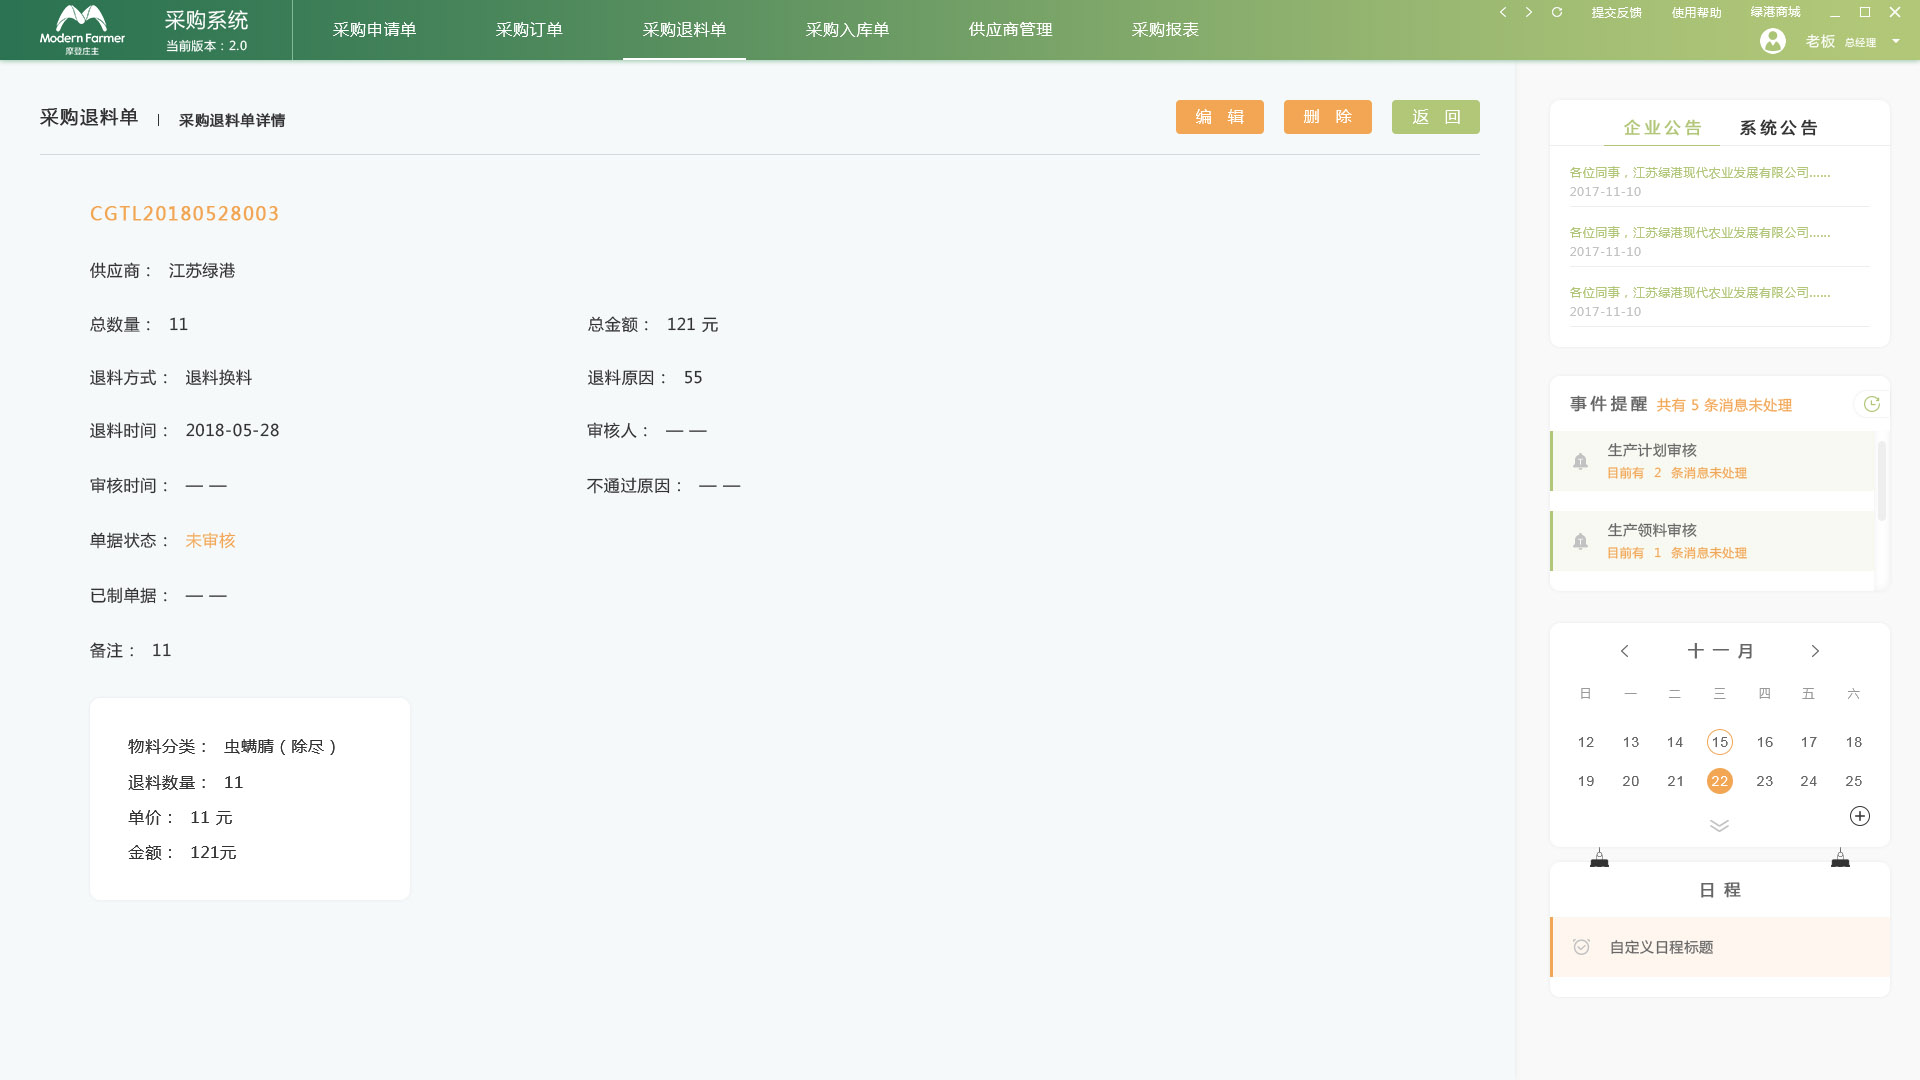 Modern Farmer
摩登庄主
采购系统
当前版本：2.0
采购申请单
采购订单
采购退料单
采购入库单
供应商管理
采购报表
提交反馈
使用帮助
绿港商城
老板 总经理
采购退料单
采购退料单详情
编 辑
删 除
返 回
CGTL20180528003
供应商： 江苏绿港
总数量： 11
总金额： 121 元
退料方式： 退料换料
退料原因： 55
退料时间： 2018-05-28
审核人： — —
审核时间： — —
不通过原因： — —
单据状态： 未审核
已制单据： — —
备注： 11
物料分类： 虫螨腈（除尽）
退料数量： 11
单价： 11 元
金额： 121元
企业公告 系统公告
各位同事，江苏绿港现代农业发展有限公司......
2017-11-10
各位同事，江苏绿港现代农业发展有限公司......
2017-11-10
各位同事，江苏绿港现代农业发展有限公司......
2017-11-10
事件提醒 共有 5 条消息未处理
生产计划审核
目前有 2 条消息未处理
生产领料审核
目前有 1 条消息未处理
十一月
日 一 二 三 四 五 六
12 13 14 15 16 17 18
19 20 21 22 23 24 25
日 程
自定义日程标题